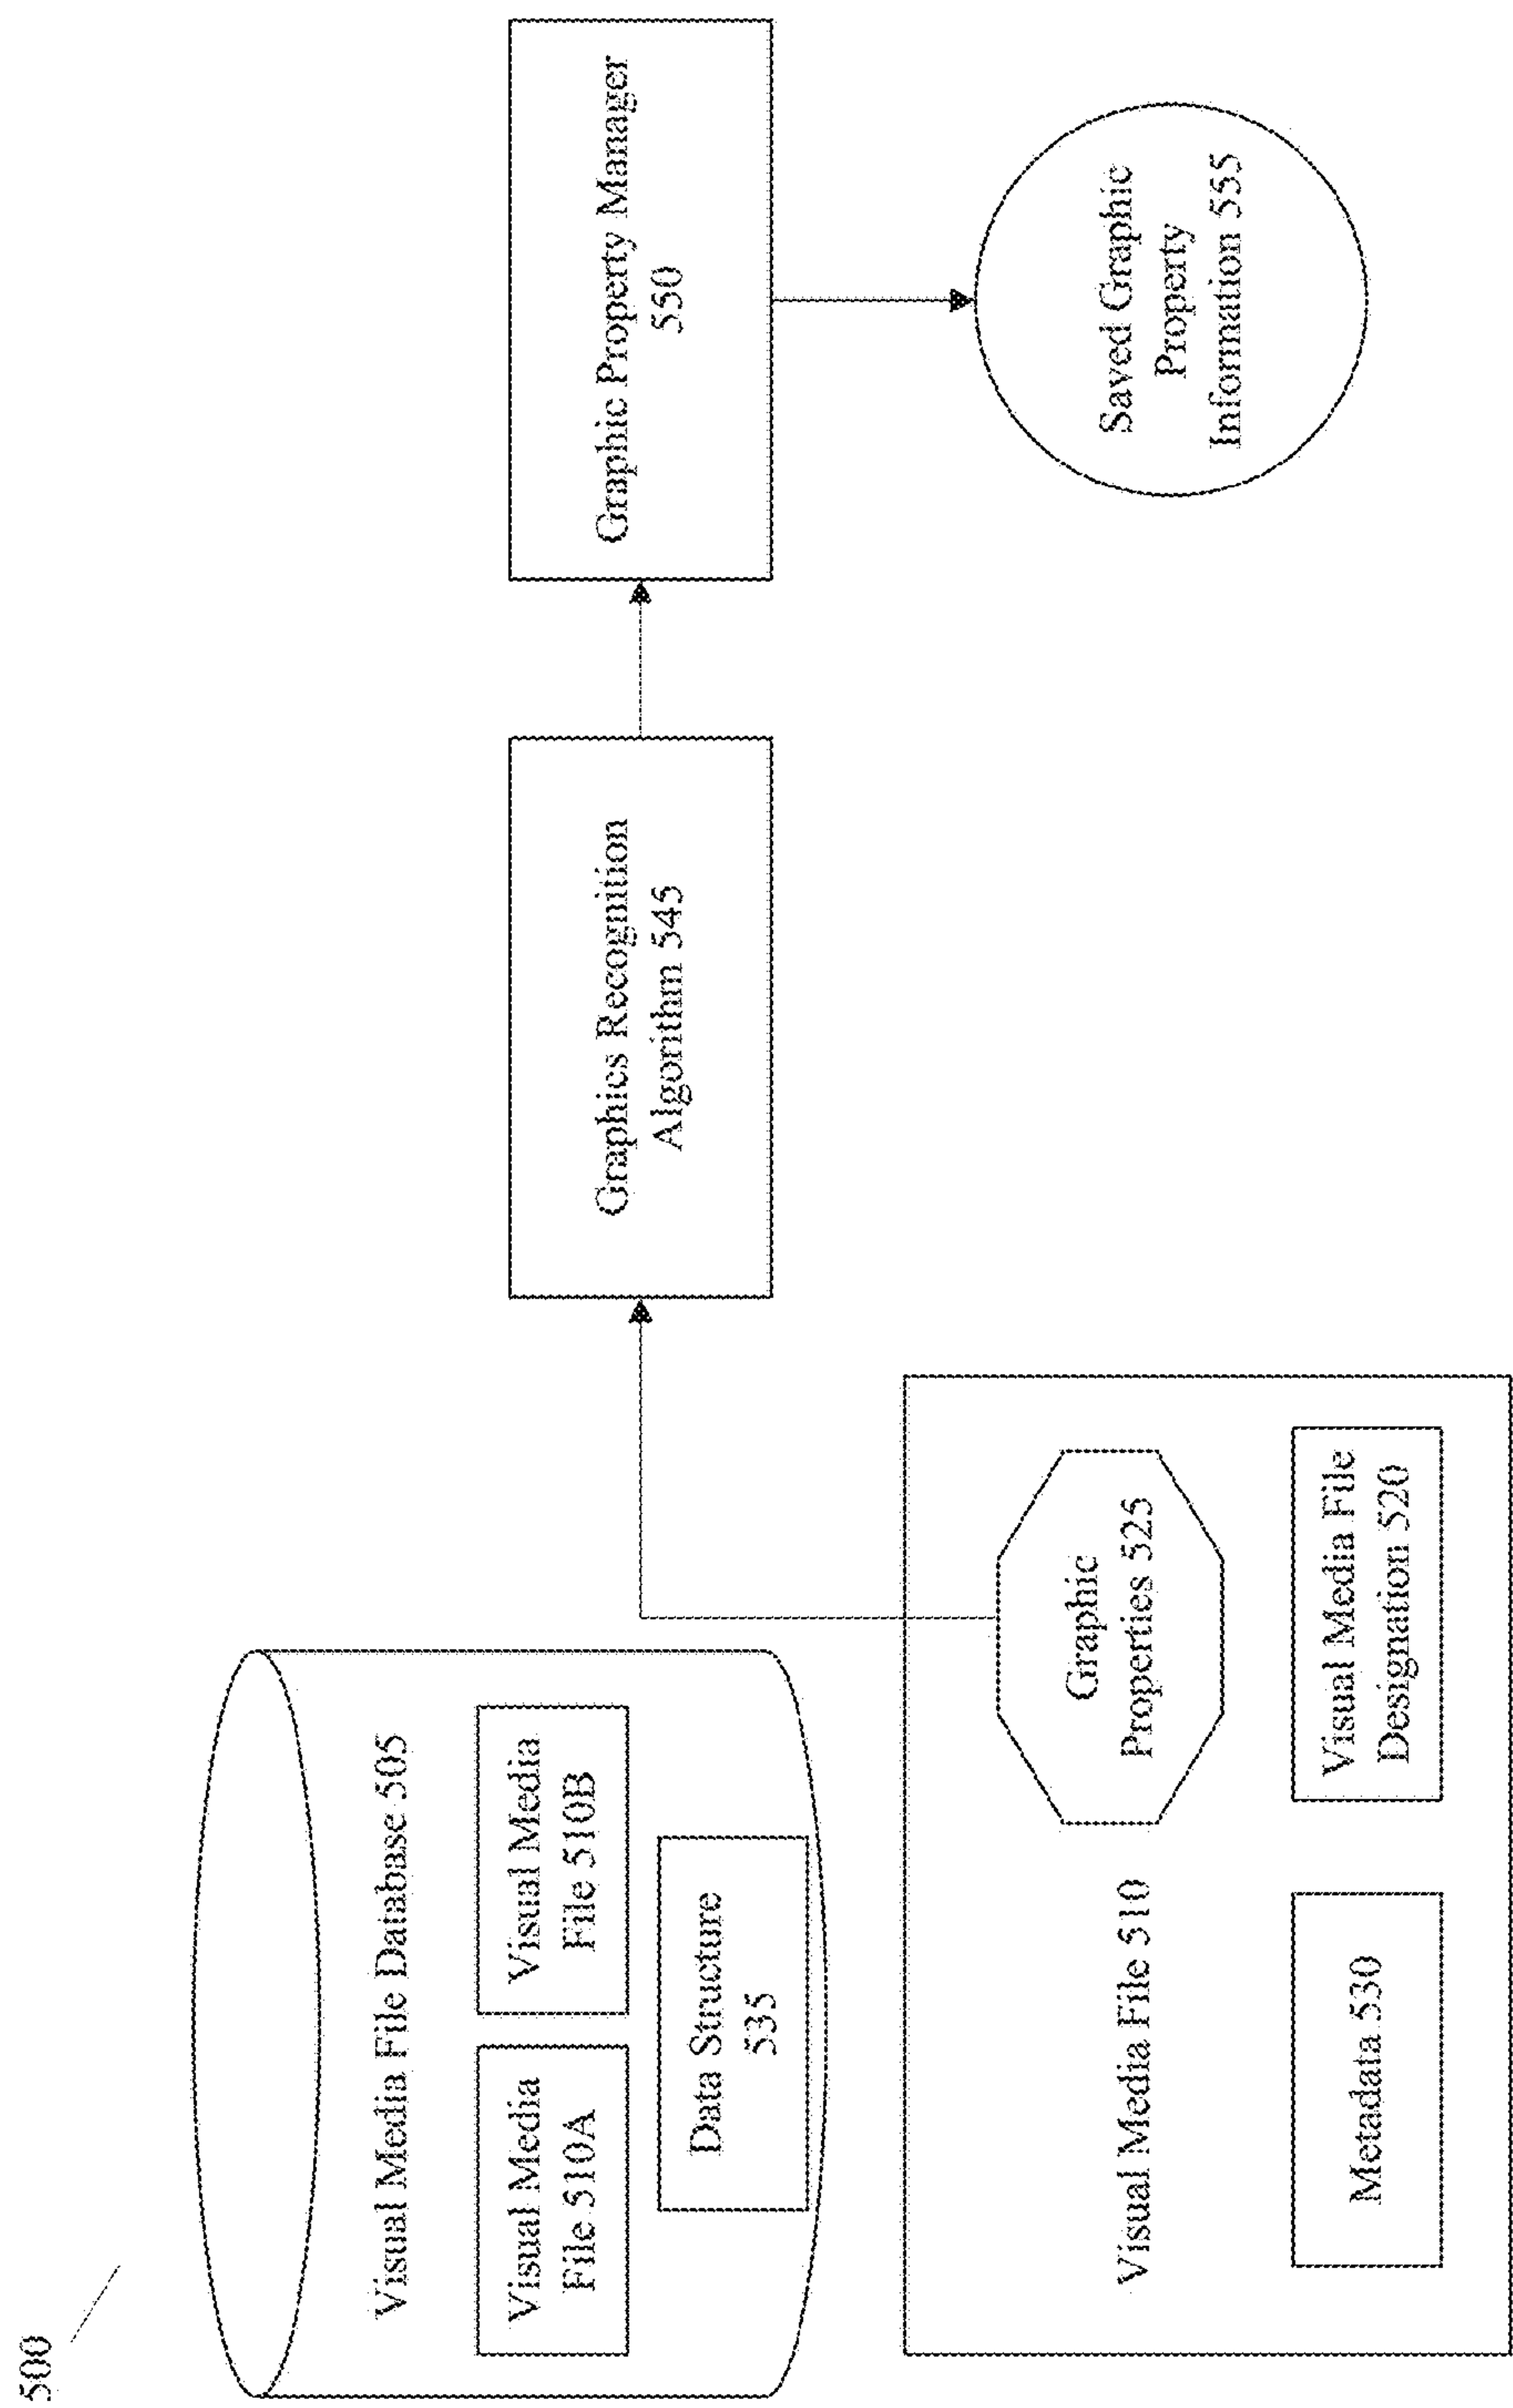 500
Visual Media File Database 505
Visual Media
File 510A
Visual Media
File 510B
Data Structure
535
Visual Media File 510
Graphic
Properties 525
Metadata 530
Visual Media File
Designation 520
Graphics Recognition
Algorithm 545
Graphic Property Manager
550
Saved Graphic
Property
Information 555